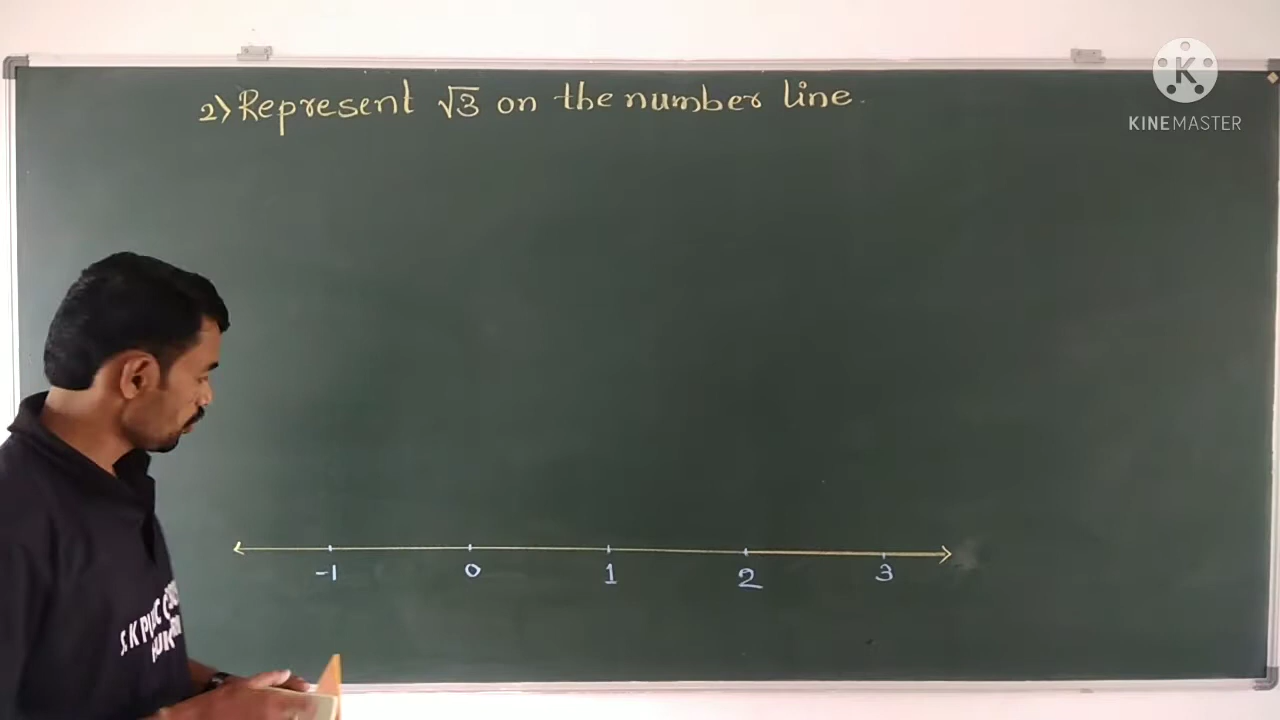 2) Represent √3 on the number line.
K
KINEMASTER
-1 0 1 2 3